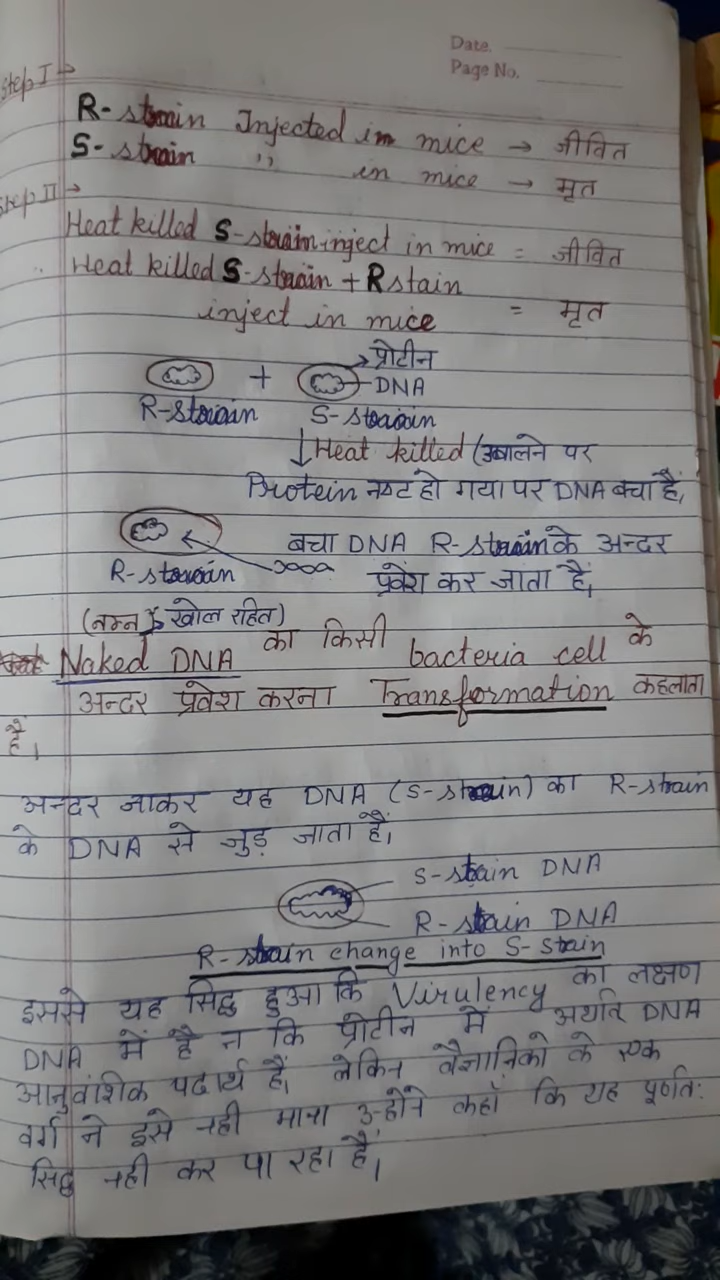 Date.
Page No.
Step I →
R- strain Injected in mice → जीवित
S- strain " in mice → मृत
Step II →
Heat killed S-strain inject in mice = जीवित
Heat killed S-strain + R stain
inject in mice = मृत
→ प्रोटीन
+ DNA
R-strain S-strain
↓ Heat killed (उबालने पर
Protein नष्ट हो गया पर DNA बचा है,
बचा DNA R-strain के अन्दर
R-strain प्रवेश कर जाता है,
(नग्न } खोल रहित)
Naked DNA का किसी bacteria cell के
अन्दर प्रवेश करना Transformation कहलाता
है।
अन्दर जाकर यह DNA (S-strain) का R-strain
के DNA से जुड़ जाता है।
S-stain DNA
R-stain DNA
R-stain change into S-Stain
इससे यह सिद्ध हुआ कि Virulency का लक्षण
DNA में है न कि प्रोटीन में अर्थात DNA
आनुवांशिक पदार्थ है, लेकिन वैज्ञानिको के एक
वर्ग ने इसे नही माना उन्होने कहाँ कि यह पूर्णतः
सिद्ध नही कर पा रहा है।